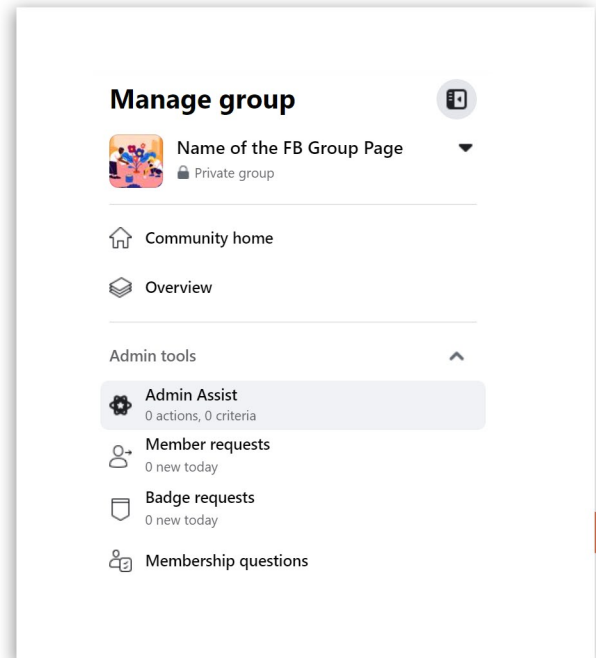 Manage group
Name of the FB Group Page
Private group
Community home
Overview
Admin tools
Admin Assist
0 actions, 0 criteria
Member requests
0 new today
Badge requests
0 new today
Membership questions